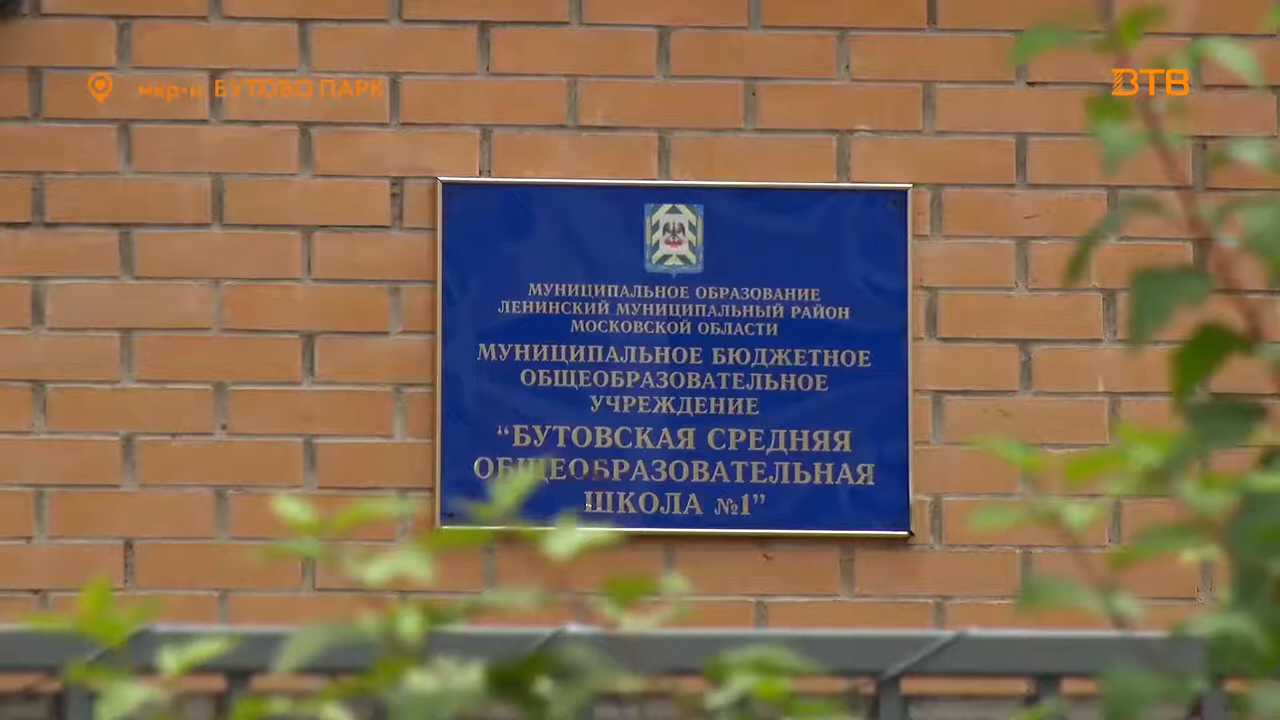 мкр-н БУТОВО ПАРК
ВТВ
МУНИЦИПАЛЬНОЕ ОБРАЗОВАНИЕ
ЛЕНИНСКИЙ МУНИЦИПАЛЬНЫЙ РАЙОН
МОСКОВСКОЙ ОБЛАСТИ
МУНИЦИПАЛЬНОЕ БЮДЖЕТНОЕ
ОБЩЕОБРАЗОВАТЕЛЬНОЕ
УЧРЕЖДЕНИЕ
“БУТОВСКАЯ СРЕДНЯЯ
ОБЩЕОБРАЗОВАТЕЛЬНАЯ
ШКОЛА №1”